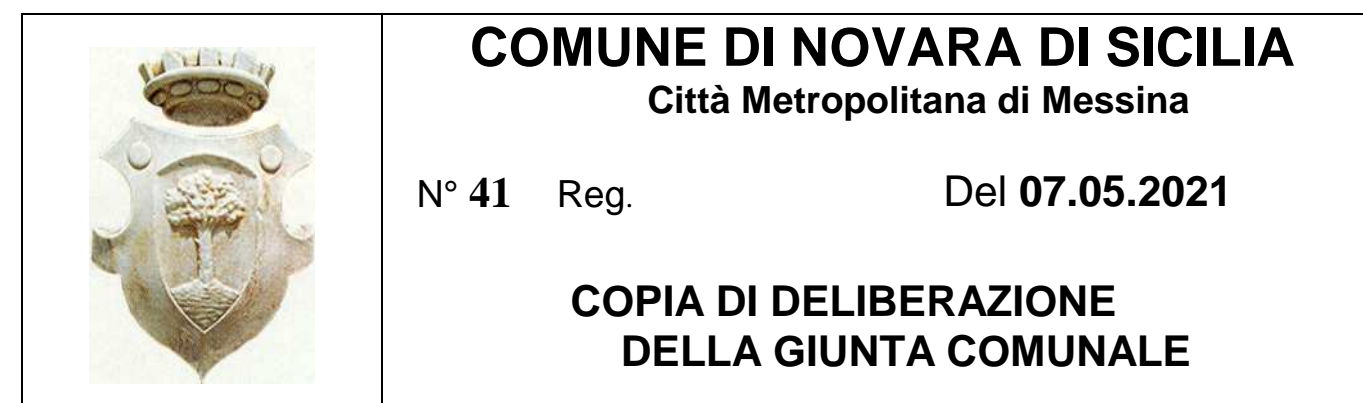 COMUNE DI NOVARA DI SICILIA
Città Metropolitana di Messina
N° 41 Reg. Del 07.05.2021
COPIA DI DELIBERAZIONE
DELLA GIUNTA COMUNALE